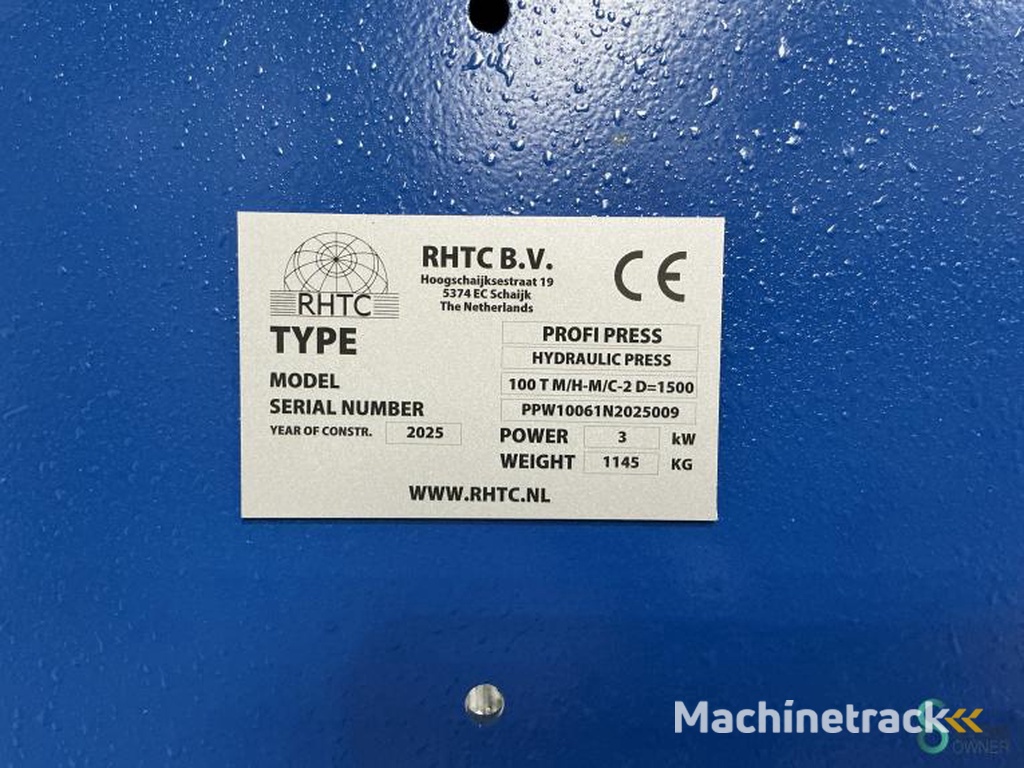 RHTC
RHTC B.V.
Hoogschaijksestraat 19
5374 EC Schaijk
The Netherlands
CE
TYPE
PROFI PRESS
HYDRAULIC PRESS
MODEL
100 T M/H-M/C-2 D=1500
SERIAL NUMBER
PPW10061N2025009
YEAR OF CONSTR. 2025
POWER 3 kW
WEIGHT 1145 KG
WWW.RHTC.NL
Machinetrack
OWNER